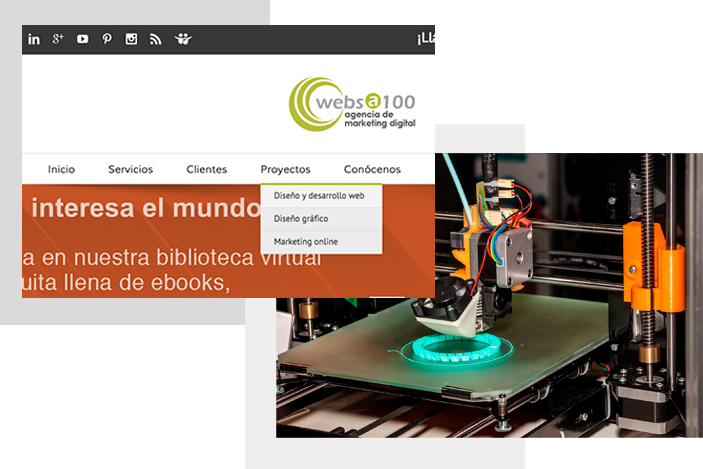 ¡Lla
websa100
agencia de
marketing digital
Inicio Servicios Clientes Proyectos Conócenos
Diseño y desarrollo web
Diseño gráfico
Marketing online
interesa el mundo
a en nuestra biblioteca virtual
uita llena de ebooks,